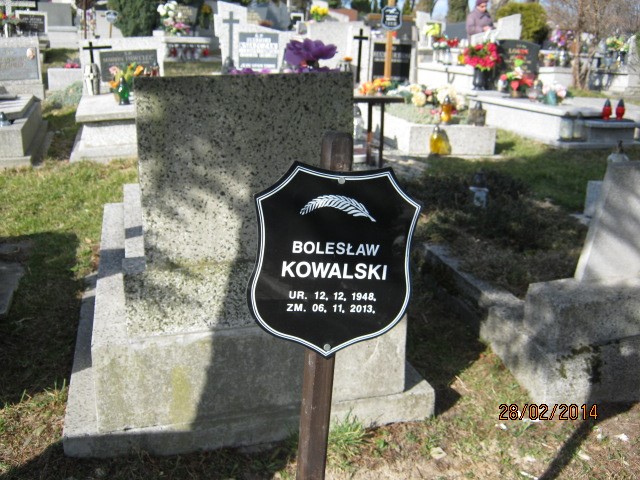 BOLESŁAW
KOWALSKI
UR. 12. 12. 1948.
ZM. 06. 11. 2013.
28/02/2014